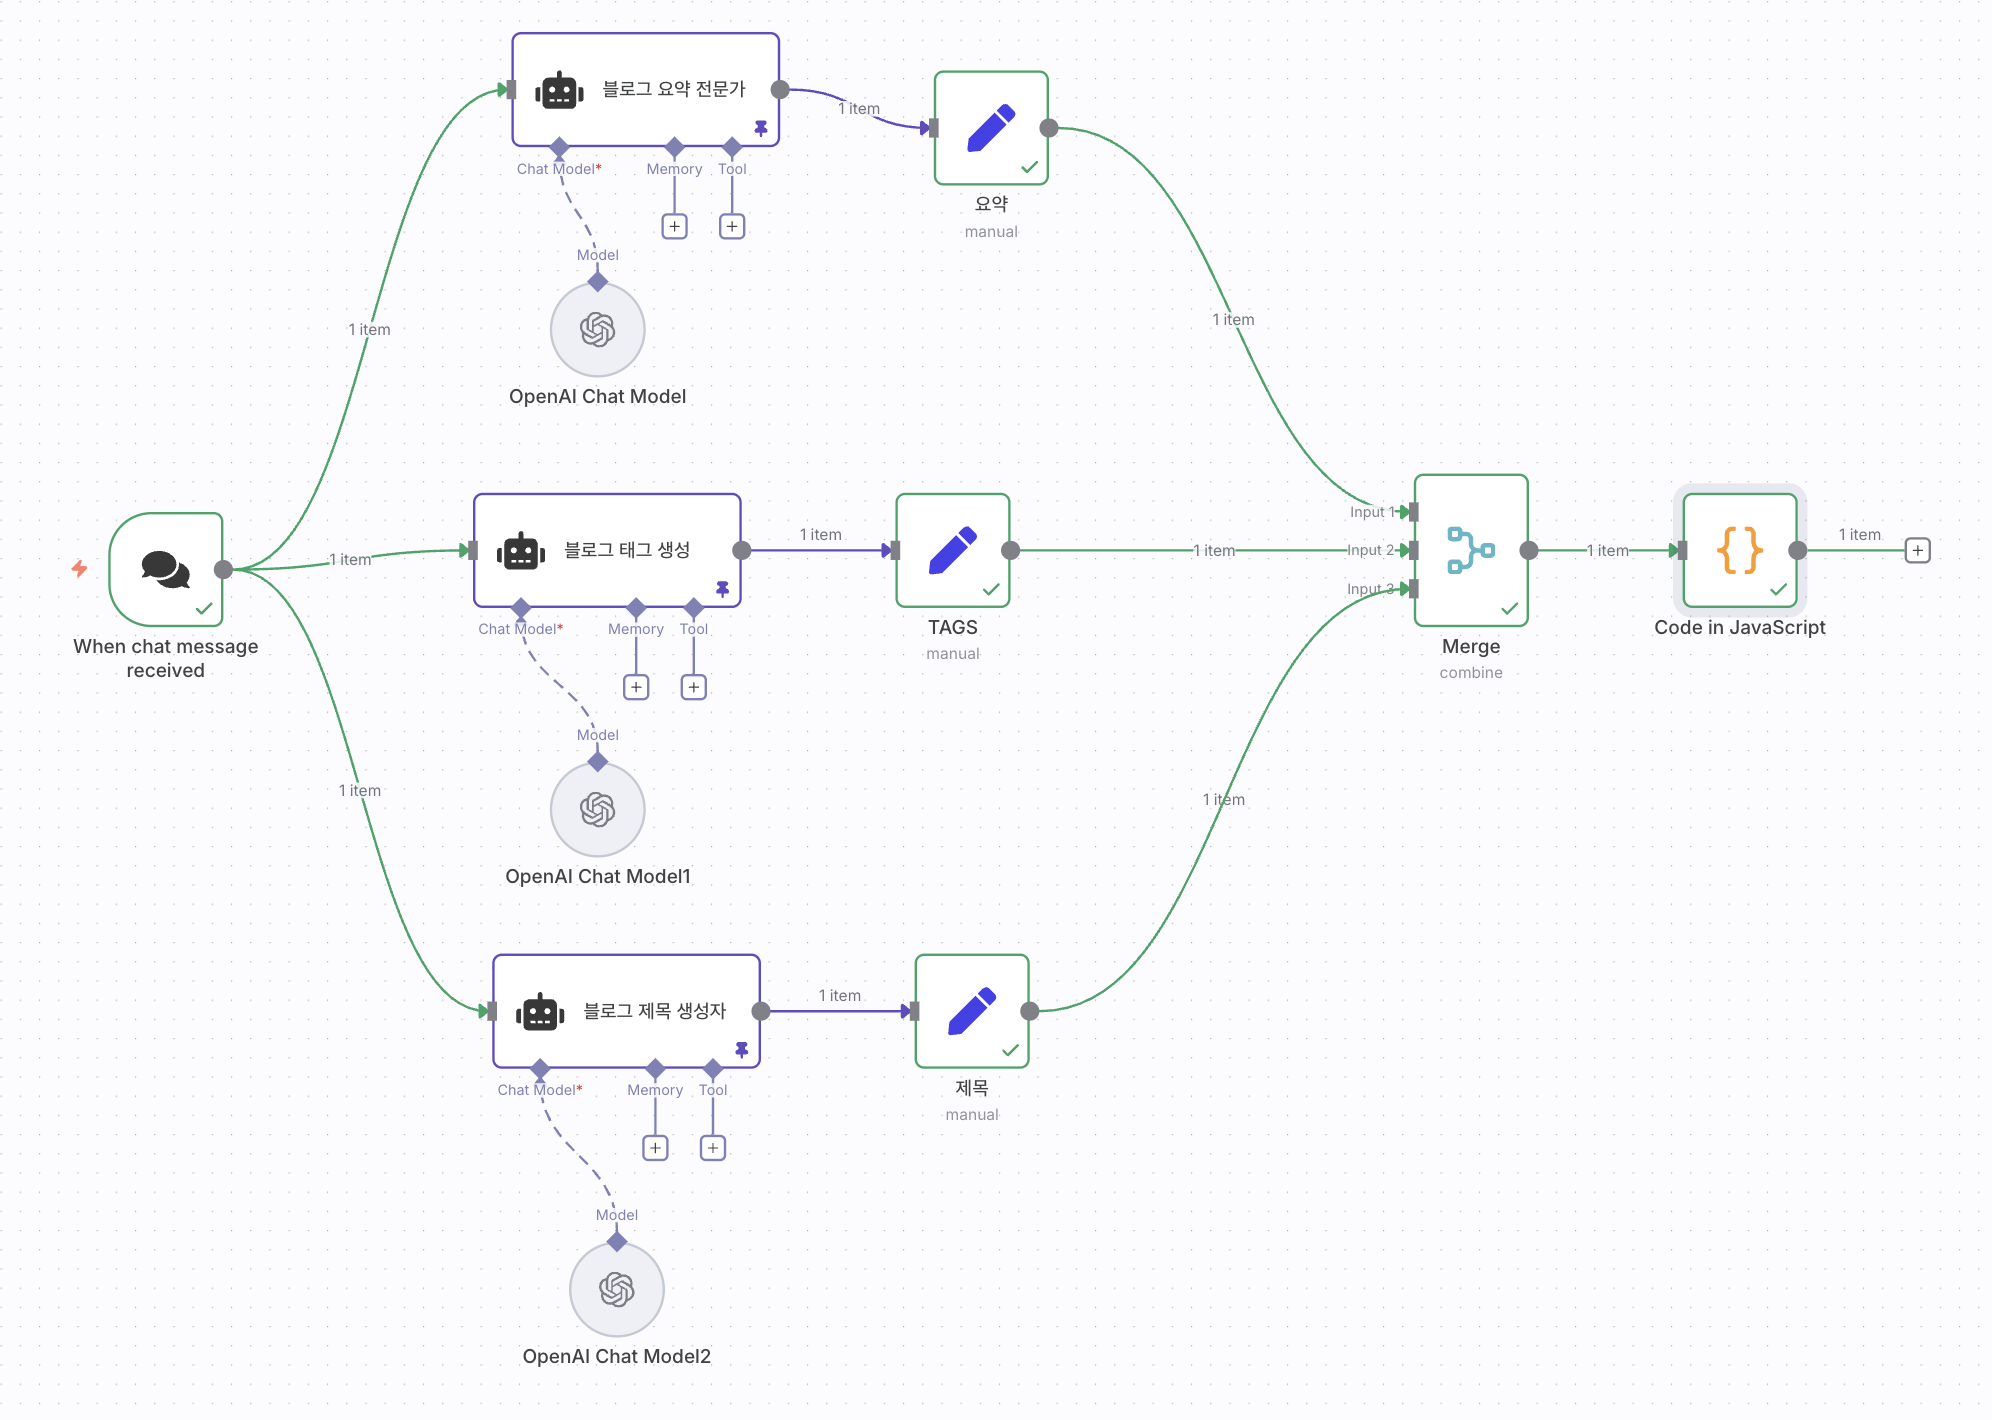 블로그 요약 전문가
1 item
Chat Model*
Memory
Tool
요약
manual
Model
1 item
1 item
OpenAI Chat Model
Input 1
블로그 태그 생성
1 item
1 item
1 item
Input 2
1 item
1 item
Input 3
Chat Model*
Memory
Tool
TAGS
manual
Code in JavaScript
When chat message
received
Merge
combine
Model
1 item
1 item
OpenAI Chat Model1
블로그 제목 생성자
1 item
Chat Model*
Memory
Tool
제목
manual
Model
OpenAI Chat Model2